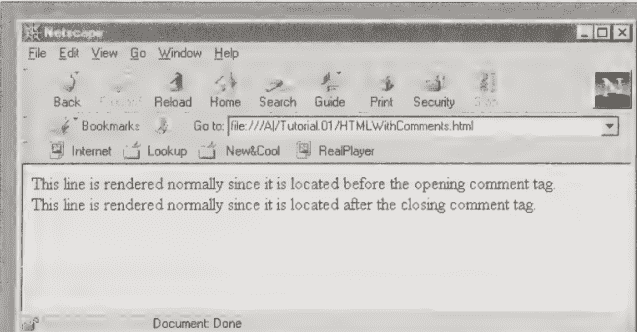 Netscape
File Edit View Go Window Help
Back Reload Home Search Guide Print Security
N
Bookmarks Go to: file:///A|/Tutorial.01/HTMLWithComments.html
Internet Lookup New&Cool RealPlayer
This line is rendered normally since it is located before the opening comment tag.
This line is rendered normally since it is located after the closing comment tag.
Document: Done